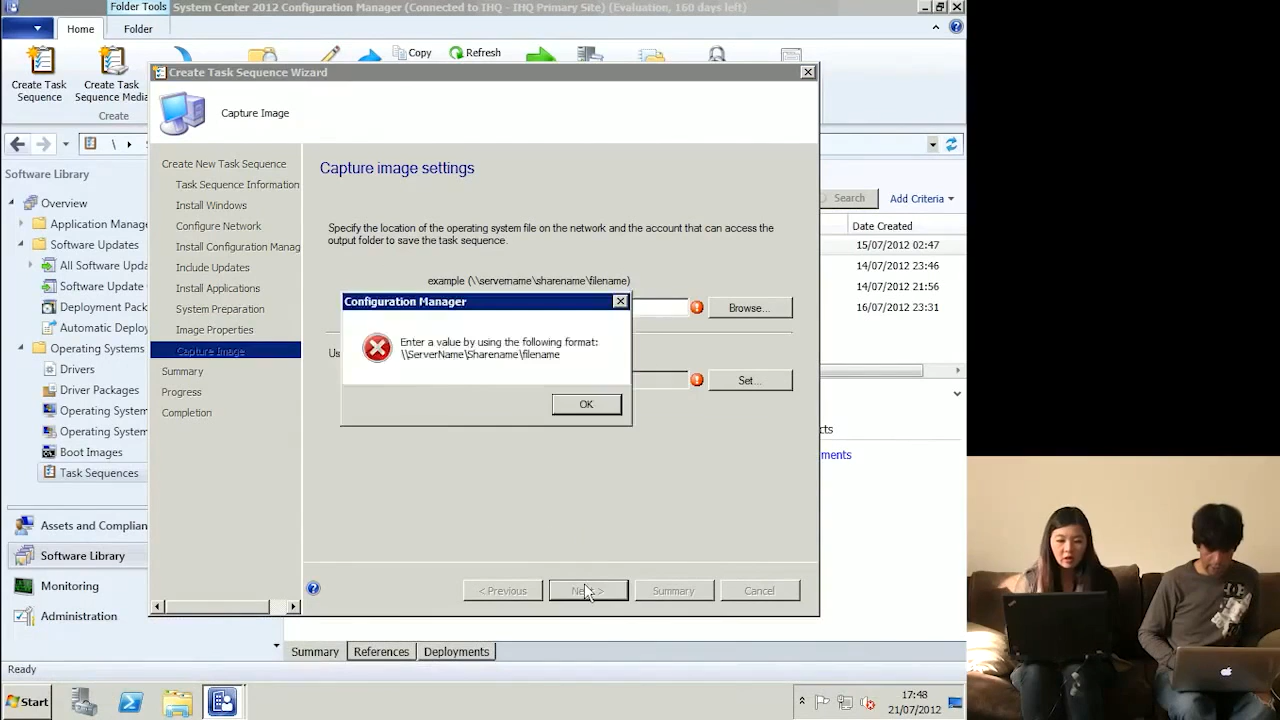 Folder Tools
System Center 2012 Configuration Manager (Connected to IHQ - IHQ Primary Site) (Evaluation, 160 days left)
Home
Folder
Create Task Sequence
Create Task Sequence Media
Copy
Refresh
Create
Create Task Sequence Wizard
Capture Image
\
Software Library
Overview
Application Manage
Software Updates
All Software Upda
Software Update
Deployment Pack
Automatic Deploy
Operating Systems
Drivers
Driver Packages
Operating System
Operating System
Boot Images
Task Sequences
Assets and Complian
Software Library
Monitoring
Administration
Ready
Create New Task Sequence
Task Sequence Information
Install Windows
Configure Network
Install Configuration Manag
Include Updates
Install Applications
System Preparation
Image Properties
Capture Image
Summary
Progress
Completion
Capture image settings
Specify the location of the operating system file on the network and the account that can access the
output folder to save the task sequence.
example (\\servername\sharename\filename)
Browse...
Us
Set...
Configuration Manager
Enter a value by using the following format:
\\ServerName\Sharename\filename
OK
< Previous
Summary
Cancel
Search
Add Criteria
Date Created
15/07/2012 02:47
14/07/2012 23:46
14/07/2012 21:56
16/07/2012 23:31
cts
ments
Summary
References
Deployments
Start
17:48
21/07/2012